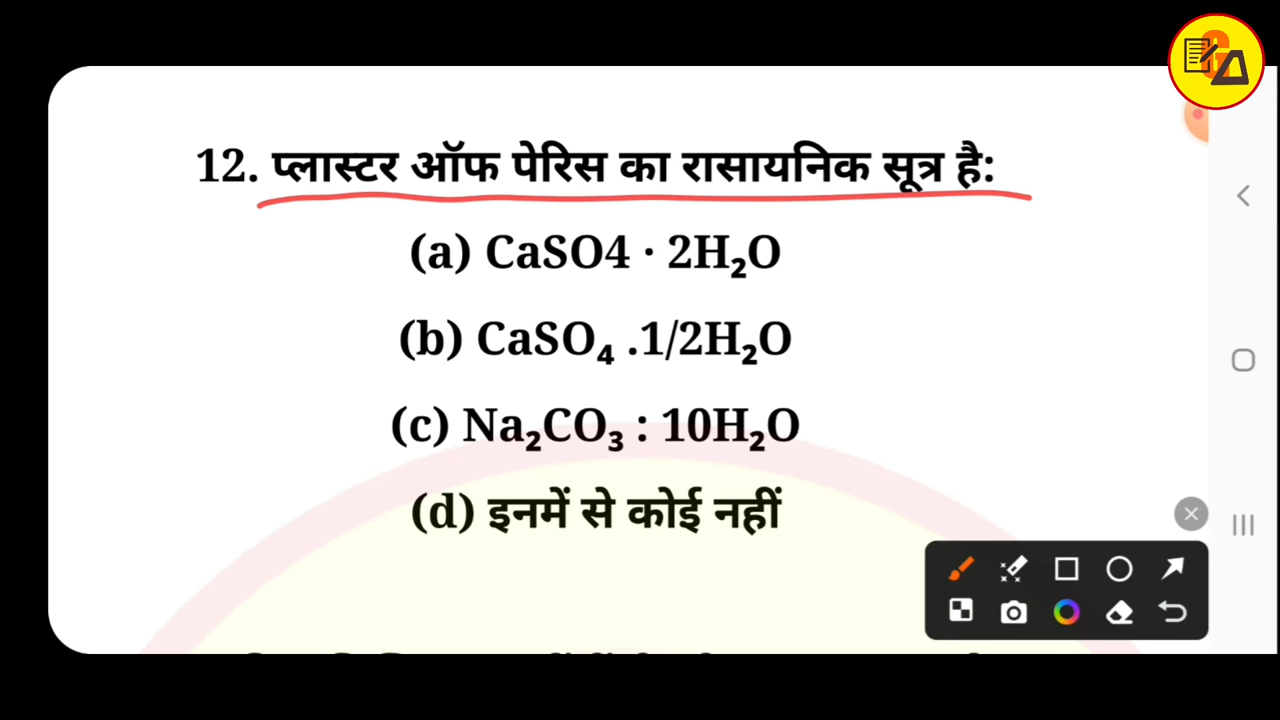 12. प्लास्टर ऑफ पेरिस का रासायनिक सूत्र है:
(a) CaSO4 · 2H₂O
(b) CaSO₄ .1/2H₂O
(c) Na₂CO₃ : 10H₂O
(d) इनमें से कोई नहीं